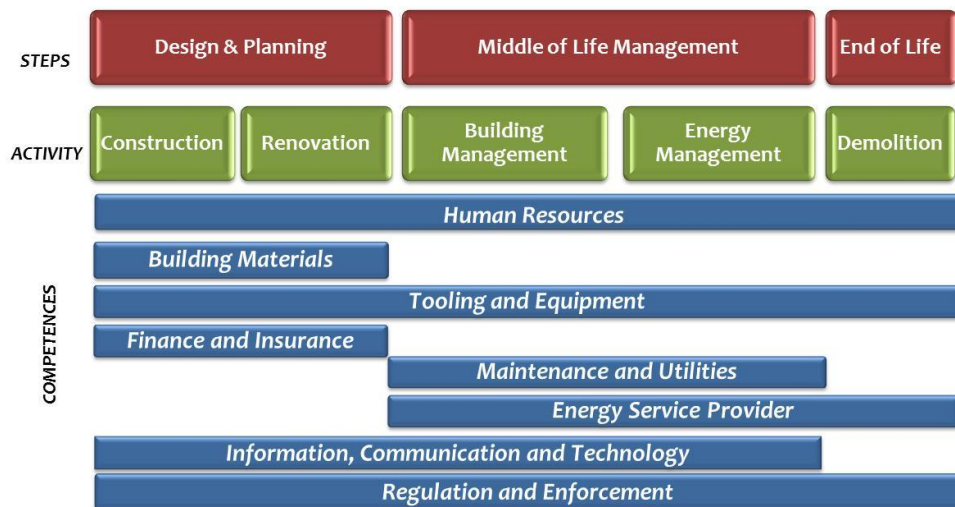 STEPS
Design & Planning
Middle of Life Management
End of Life
ACTIVITY
Construction
Renovation
Building
Management
Energy
Management
Demolition
COMPETENCES
Human Resources
Building Materials
Tooling and Equipment
Finance and Insurance
Maintenance and Utilities
Energy Service Provider
Information, Communication and Technology
Regulation and Enforcement